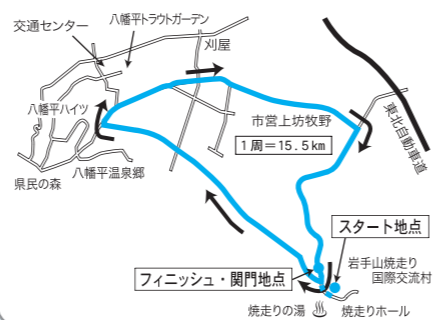 交通センター
八幡平トラウトガーデン
刈屋
八幡平ハイツ
市営上坊牧野
1周＝15.5km
東北自動車道
県民の森
八幡平温泉郷
スタート地点
フィニッシュ・関門地点
岩手山焼走り
国際交流村
焼走りの湯
焼走りホール